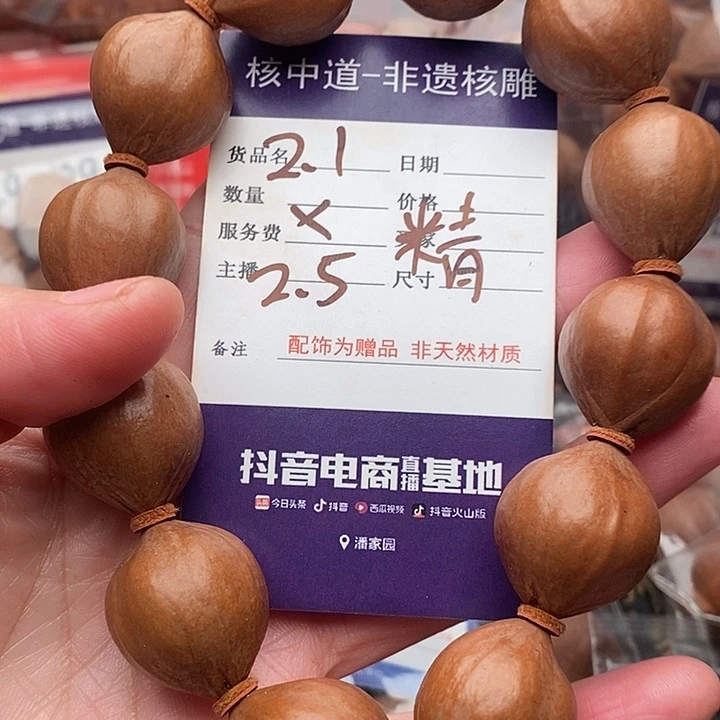 核中道-非遗核雕
货品名 2.1 日期
数量 × 价格
服务费 买家 精
主播 2.5 尺寸
备注 配饰为赠品 非天然材质
抖音电商直播基地
头条 今日头条 抖音 西瓜视频 抖音火山版
潘家园